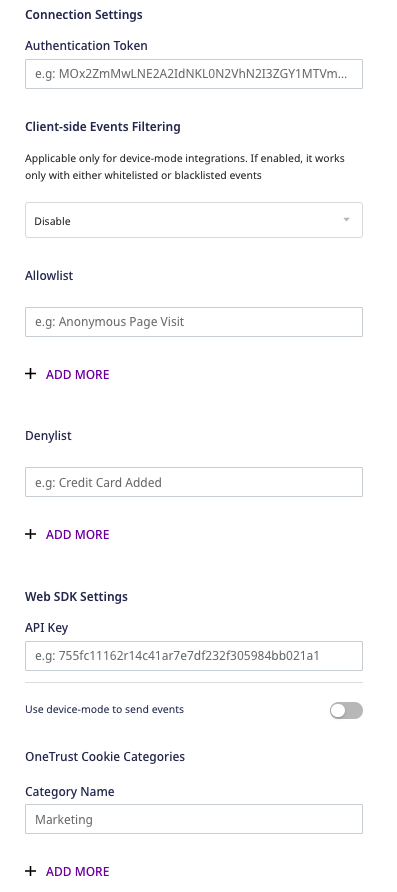 Connection Settings
Authentication Token
e.g: MOx2ZmMwLNE2A2IdNKL0N2VhN2I3ZGY1MTVm...
Client-side Events Filtering
Applicable only for device-mode integrations. If enabled, it works
only with either whitelisted or blacklisted events
Disable
Allowlist
e.g: Anonymous Page Visit
+ ADD MORE
Denylist
e.g: Credit Card Added
+ ADD MORE
Web SDK Settings
API Key
e.g: 755fc11162r14c41ar7e7df232f305984bb021a1
Use device-mode to send events
OneTrust Cookie Categories
Category Name
Marketing
+ ADD MORE